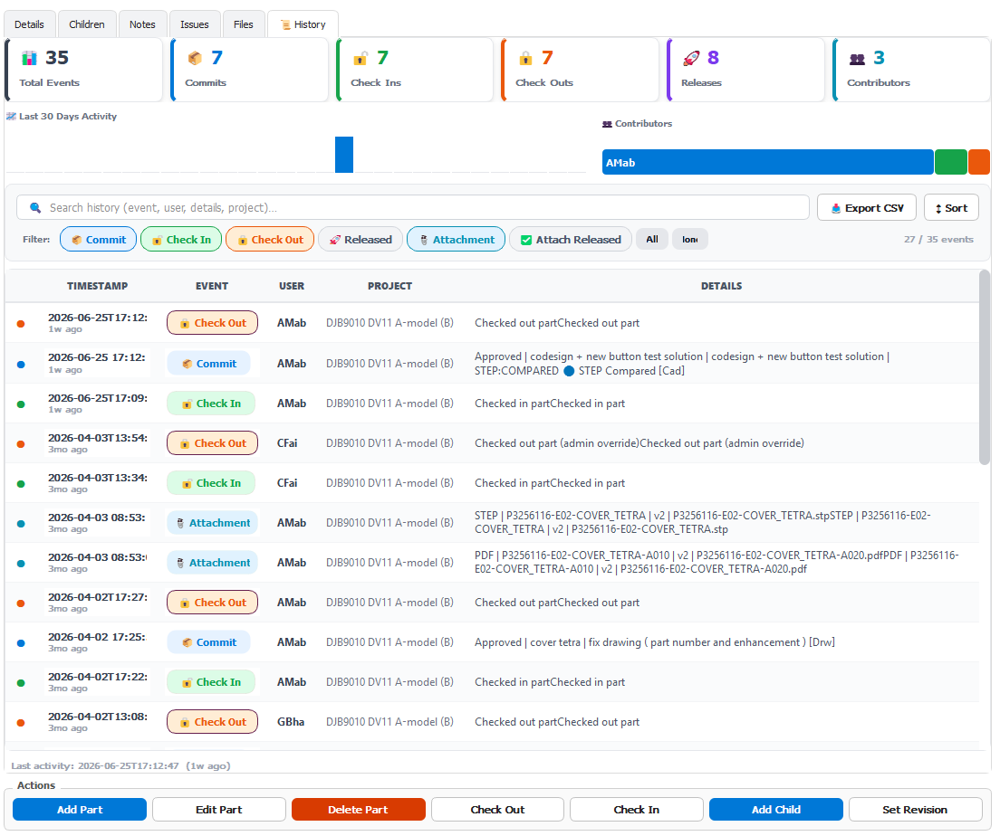 Details Children Notes Issues Files History
35 7 7 7 8 3
Total Events Commits Check Ins Check Outs Releases Contributors
Last 30 Days Activity
Contributors
AMab
Search history (event, user, details, project)... Export CSV Sort
Filter: Commit Check In Check Out Released Attachment Attach Released All lone 27 / 35 events
TIMESTAMP EVENT USER PROJECT DETAILS
2026-06-25T17:12: Check Out AMab DJB9010 DV11 A-model (B) Checked out partChecked out part
1w ago
2026-06-25 17:12: Commit AMab DJB9010 DV11 A-model (B) Approved | codesign + new button test solution | codesign + new button test solution |
1w ago STEP:COMPARED STEP Compared [Cad]
2026-06-25T17:09: Check In AMab DJB9010 DV11 A-model (B) Checked in partChecked in part
1w ago
2026-04-03T13:54: Check Out CFai DJB9010 DV11 A-model (B) Checked out part (admin override)Checked out part (admin override)
3mo ago
2026-04-03T13:34: Check In CFai DJB9010 DV11 A-model (B) Checked in partChecked in part
3mo ago
2026-04-03 08:53: Attachment AMab DJB9010 DV11 A-model (B) STEP | P3256116-E02-COVER_TETRA | v2 | P3256116-E02-COVER_TETRA.stpSTEP | P3256116-E02-
3mo ago COVER_TETRA | v2 | P3256116-E02-COVER_TETRA.stp
2026-04-03 08:53: Attachment AMab DJB9010 DV11 A-model (B) PDF | P3256116-E02-COVER_TETRA-A010 | v2 | P3256116-E02-COVER_TETRA-A020.pdfPDF | P3256116-
3mo ago E02-COVER_TETRA-A010 | v2 | P3256116-E02-COVER_TETRA-A020.pdf
2026-04-02T17:27: Check Out AMab DJB9010 DV11 A-model (B) Checked out partChecked out part
3mo ago
2026-04-02 17:25: Commit AMab DJB9010 DV11 A-model (B) Approved | cover tetra | fix drawing ( part number and enhancement ) [Drw]
3mo ago
2026-04-02T17:22: Check In AMab DJB9010 DV11 A-model (B) Checked in partChecked in part
3mo ago
2026-04-02T13:08: Check Out GBha DJB9010 DV11 A-model (B) Checked out partChecked out part
3mo ago
Last activity: 2026-06-25T17:12:47 (1w ago)
Actions
Add Part Edit Part Delete Part Check Out Check In Add Child Set Revision